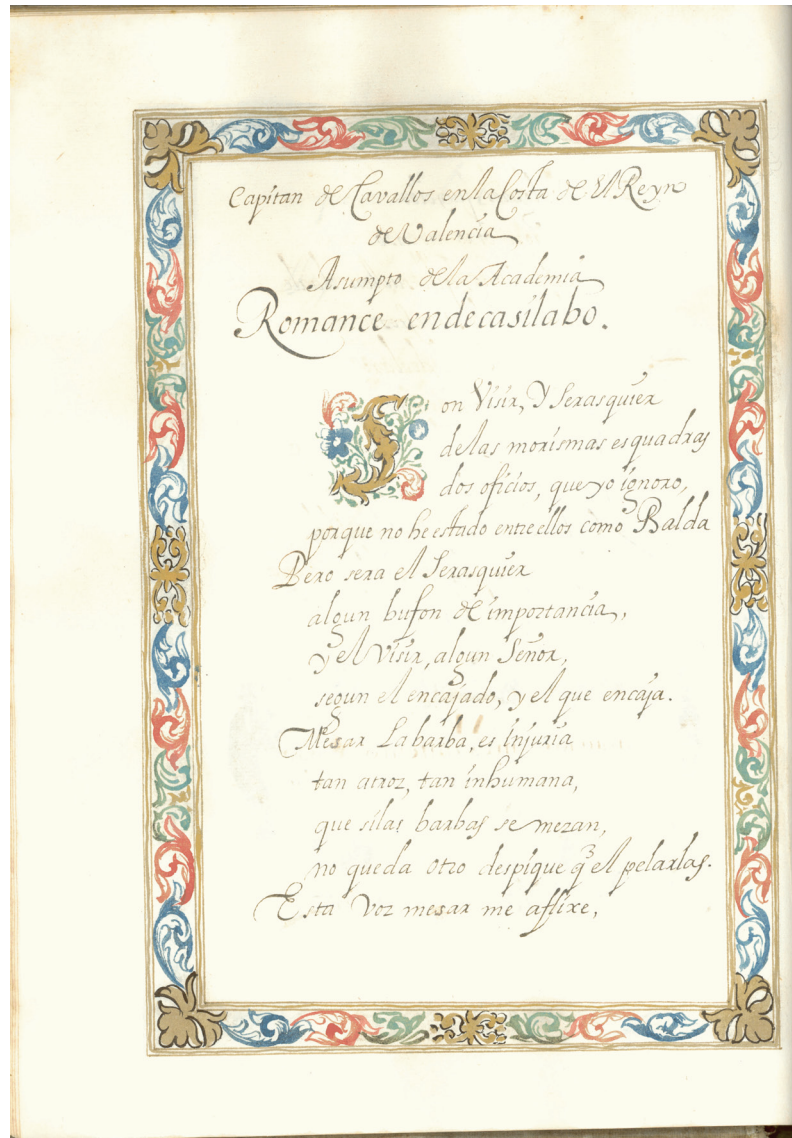 Capitan de Cavallos en la Costa de el Reyn
de Valencia
Asumpto de la Academia
Romance endecasilabo.
Son Visir, y Serasquier
de las morismas esquadras
dos oficios, que yo ignoro,
porque no he estado entre ellos como Balda
Pero sera el Serasquier
algun bufon de importancia,
y el Visir, algun Señor,
segun el encajado, y el que encaja.
Mesar La barba, es Injuria
tan atroz, tan inhumana,
que si las barbas se mezan,
no queda otro despique q̃ el pelarlas.
Esta Voz mesar me aflixe,